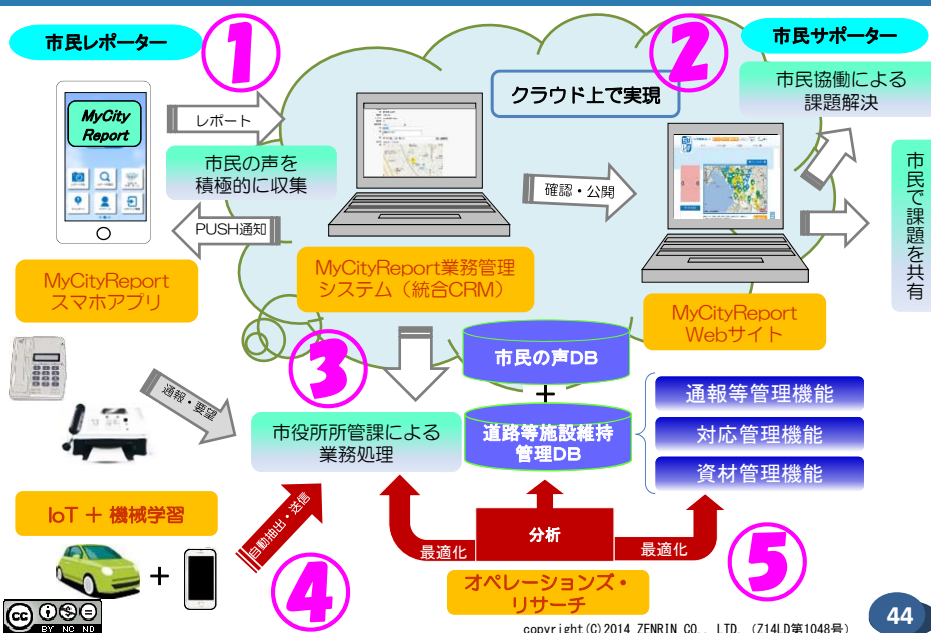 市民レポーター
①
②
市民サポーター
MyCity
Report
レポート
クラウド上で実現
市民協働による
課題解決
市民の声を
積極的に収集
確認・公開
市民で課題を共有
PUSH通知
MyCityReport
スマホアプリ
MyCityReport業務管理
システム（統合CRM）
MyCityReport
Webサイト
③
市民の声DB
+
通報・要望
市役所所管課による
業務処理
道路等施設維持
管理DB
通報等管理機能
対応管理機能
資材管理機能
IoT + 機械学習
自動抽出・送信
+
④
最適化
分析
最適化
⑤
オペレーションズ・
リサーチ
cc
BY NC ND
copyright(C)2014 ZENRIN CO., LTD. (Z14LD第1048号)
44